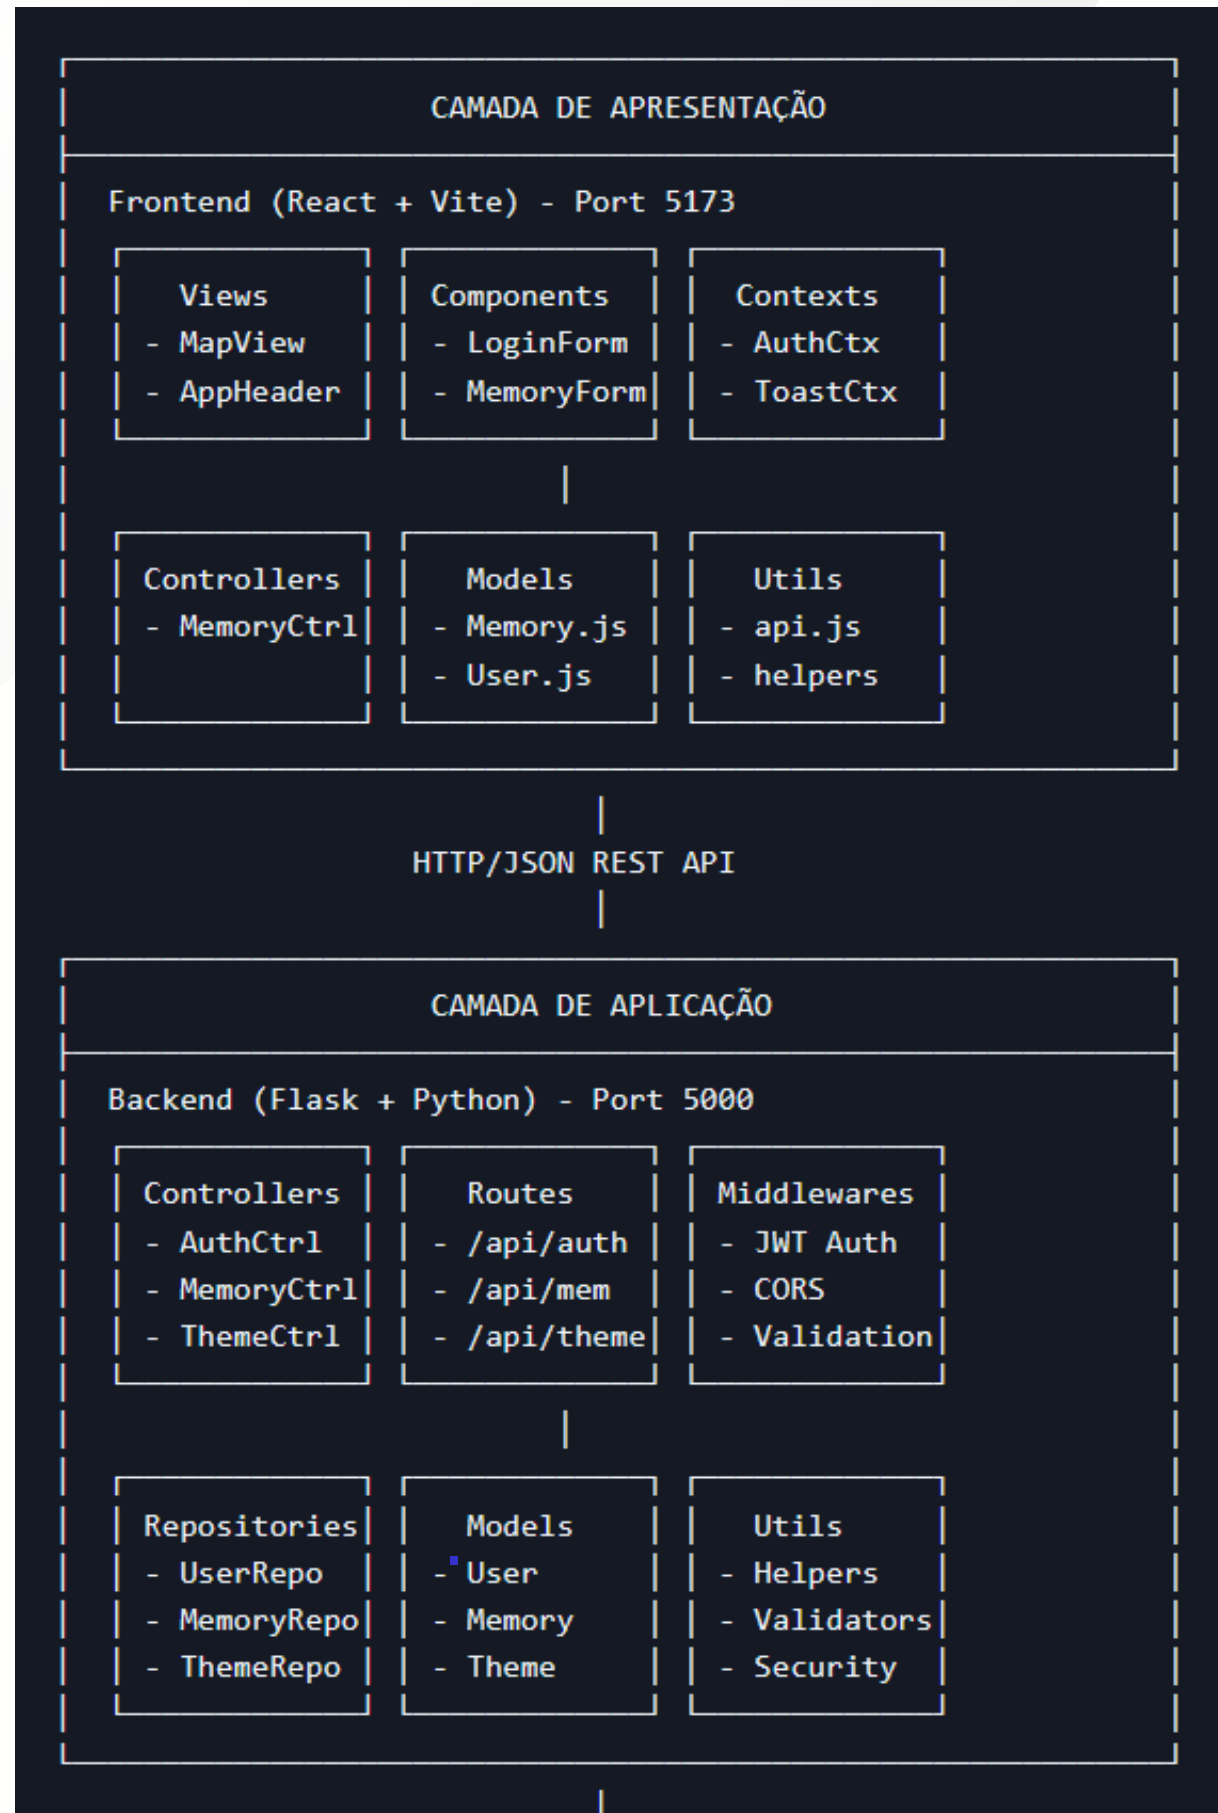 CAMADA DE APRESENTAÇÃO
Frontend (React + Vite) - Port 5173
Views Components Contexts
- MapView - LoginForm - AuthCtx
- AppHeader - MemoryForm - ToastCtx
Controllers Models Utils
- MemoryCtrl - Memory.js - api.js
- User.js - helpers
HTTP/JSON REST API
CAMADA DE APLICAÇÃO
Backend (Flask + Python) - Port 5000
Controllers Routes Middlewares
- AuthCtrl - /api/auth - JWT Auth
- MemoryCtrl - /api/mem - CORS
- ThemeCtrl - /api/theme - Validation
Repositories Models Utils
- UserRepo - User - Helpers
- MemoryRepo - Memory - Validators
- ThemeRepo - Theme - Security